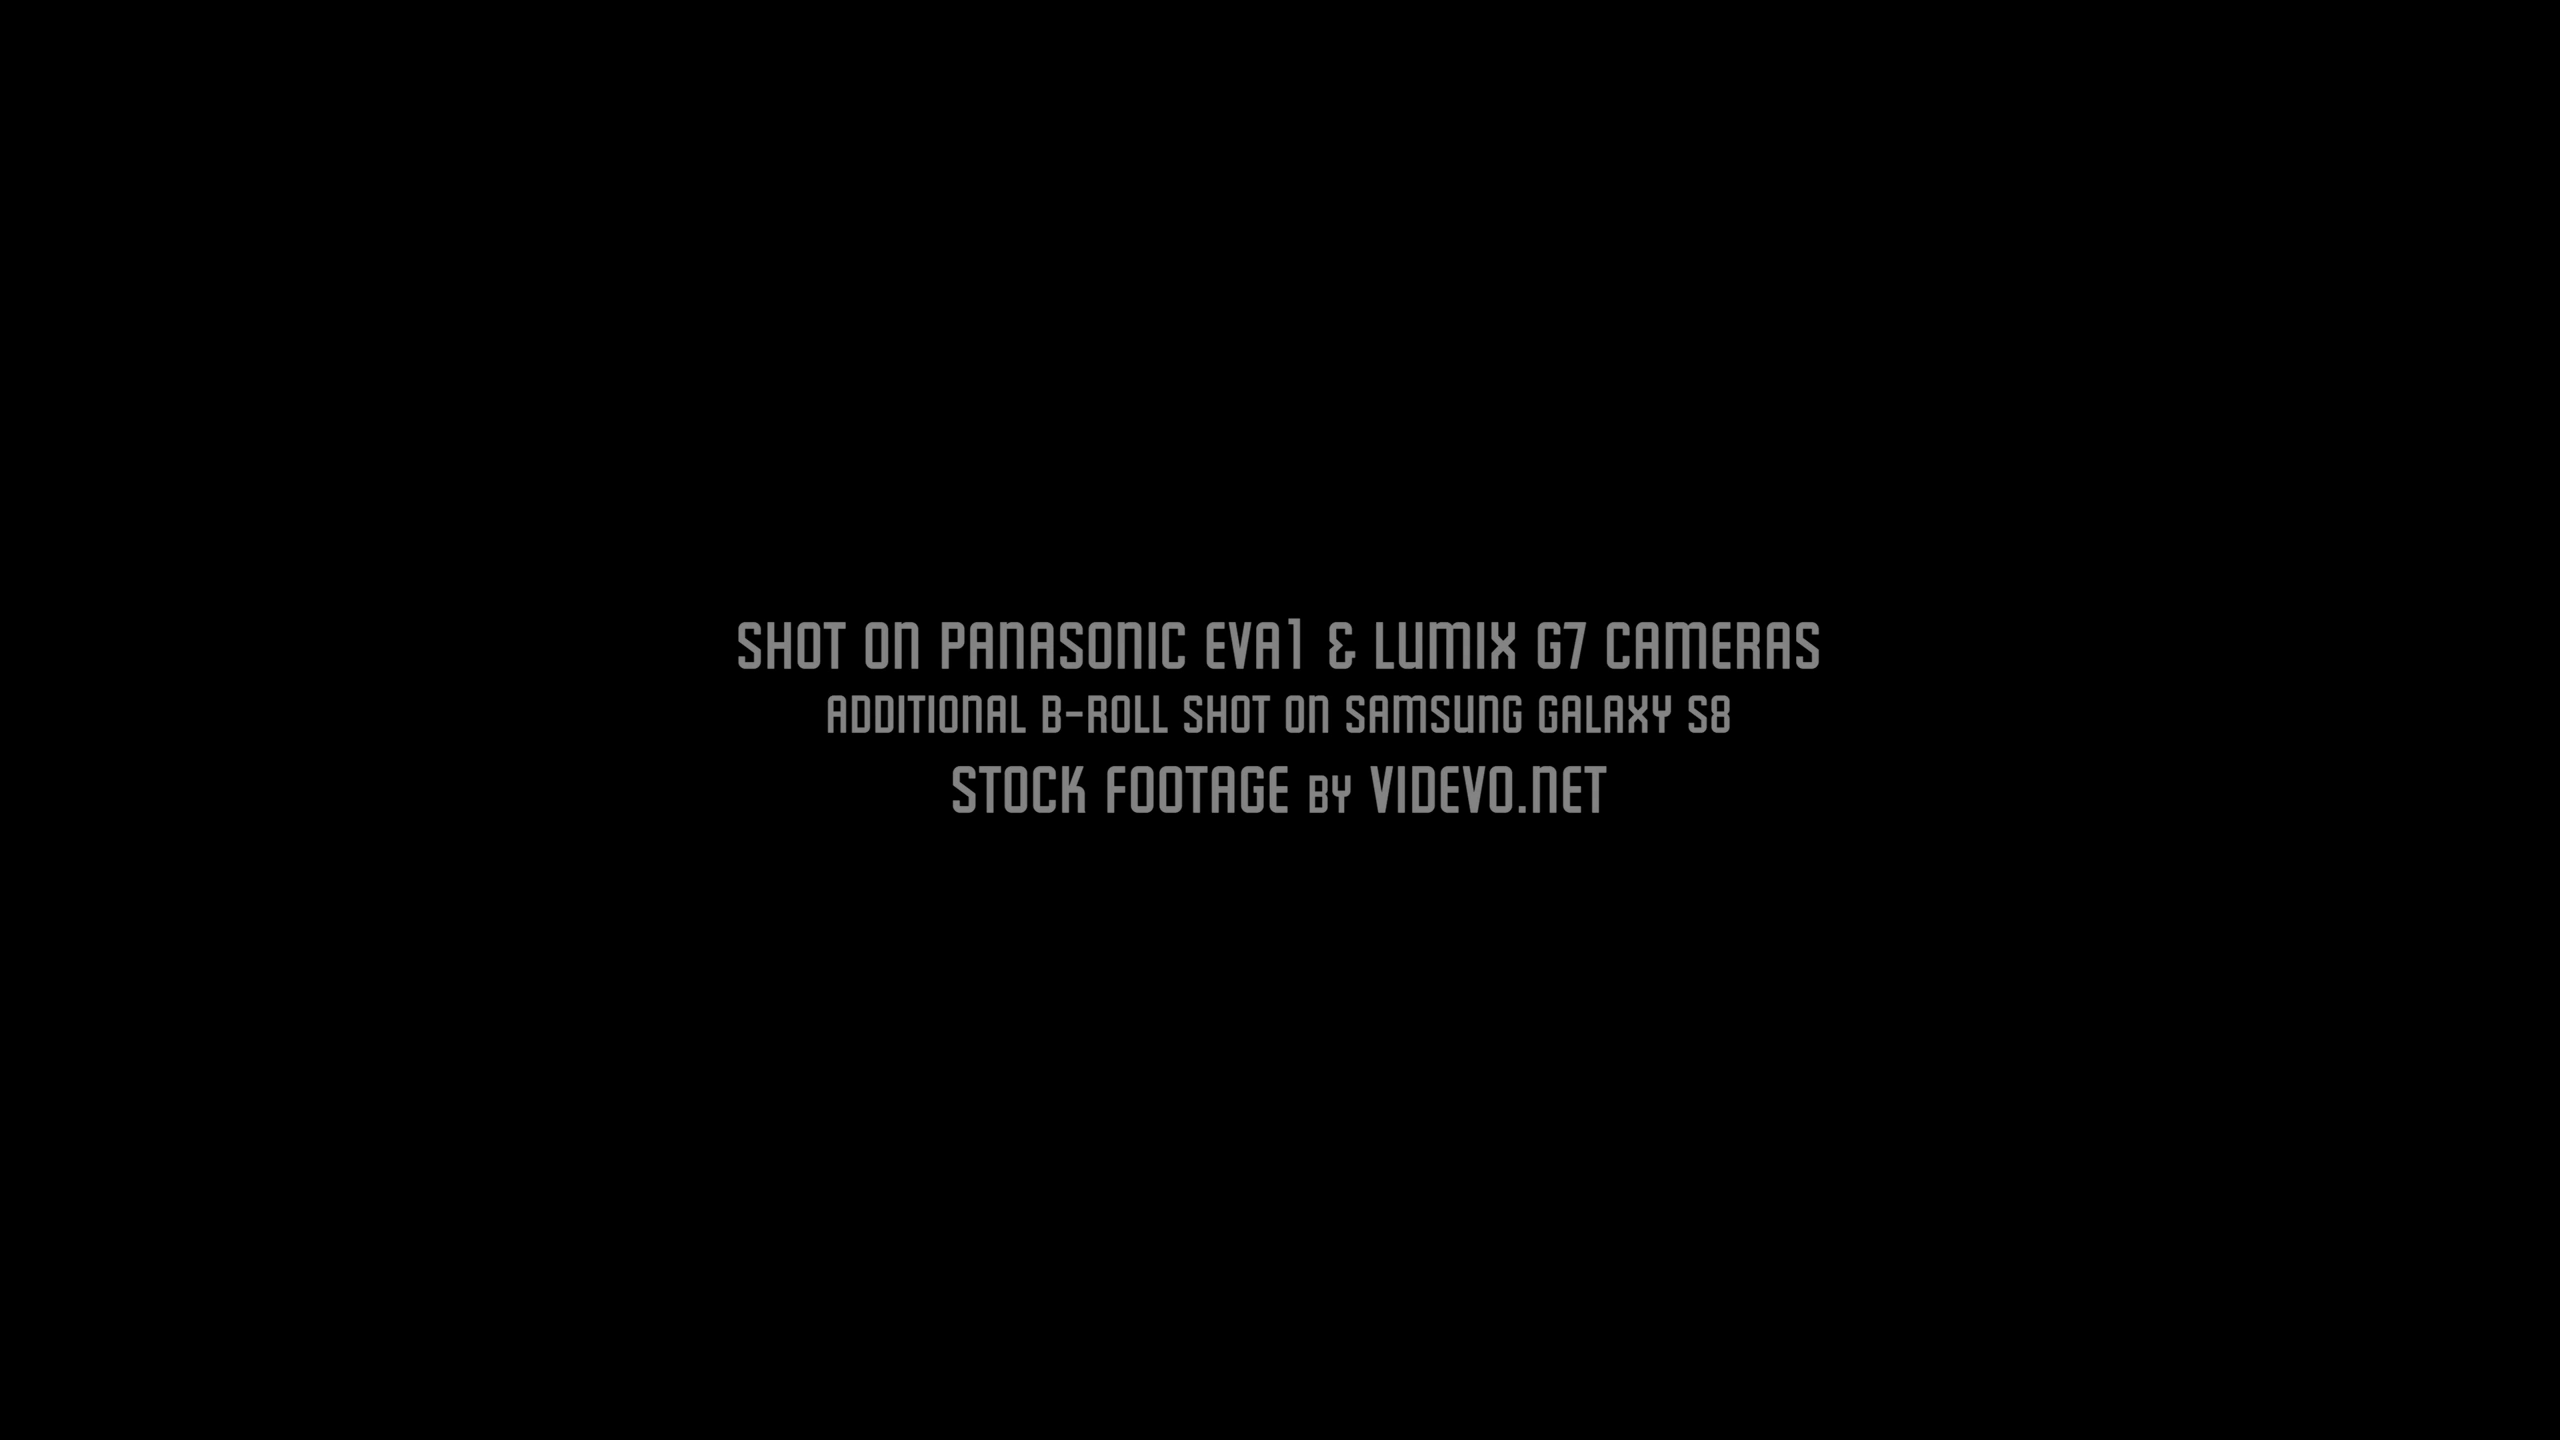 SHOT ON PANASONIC EVA1 & LUMIX G7 CAMERAS
ADDITIONAL B-ROLL SHOT ON SAMSUNG GALAXY S8
STOCK FOOTAGE BY VIDEVO.NET